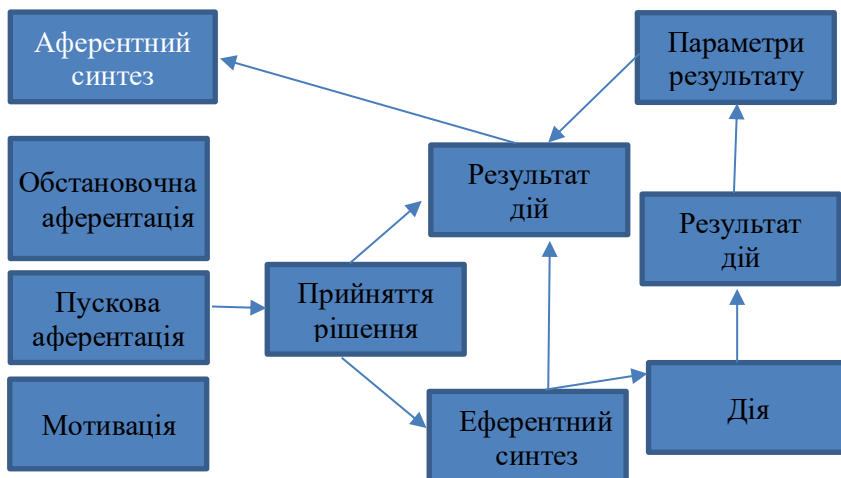 Аферентний
синтез
Параметри
результату
Обстановочна
аферентація
Результат
дій
Результат
дій
Пускова
аферентація
Прийняття
рішення
Мотивація
Еферентний
синтез
Дія